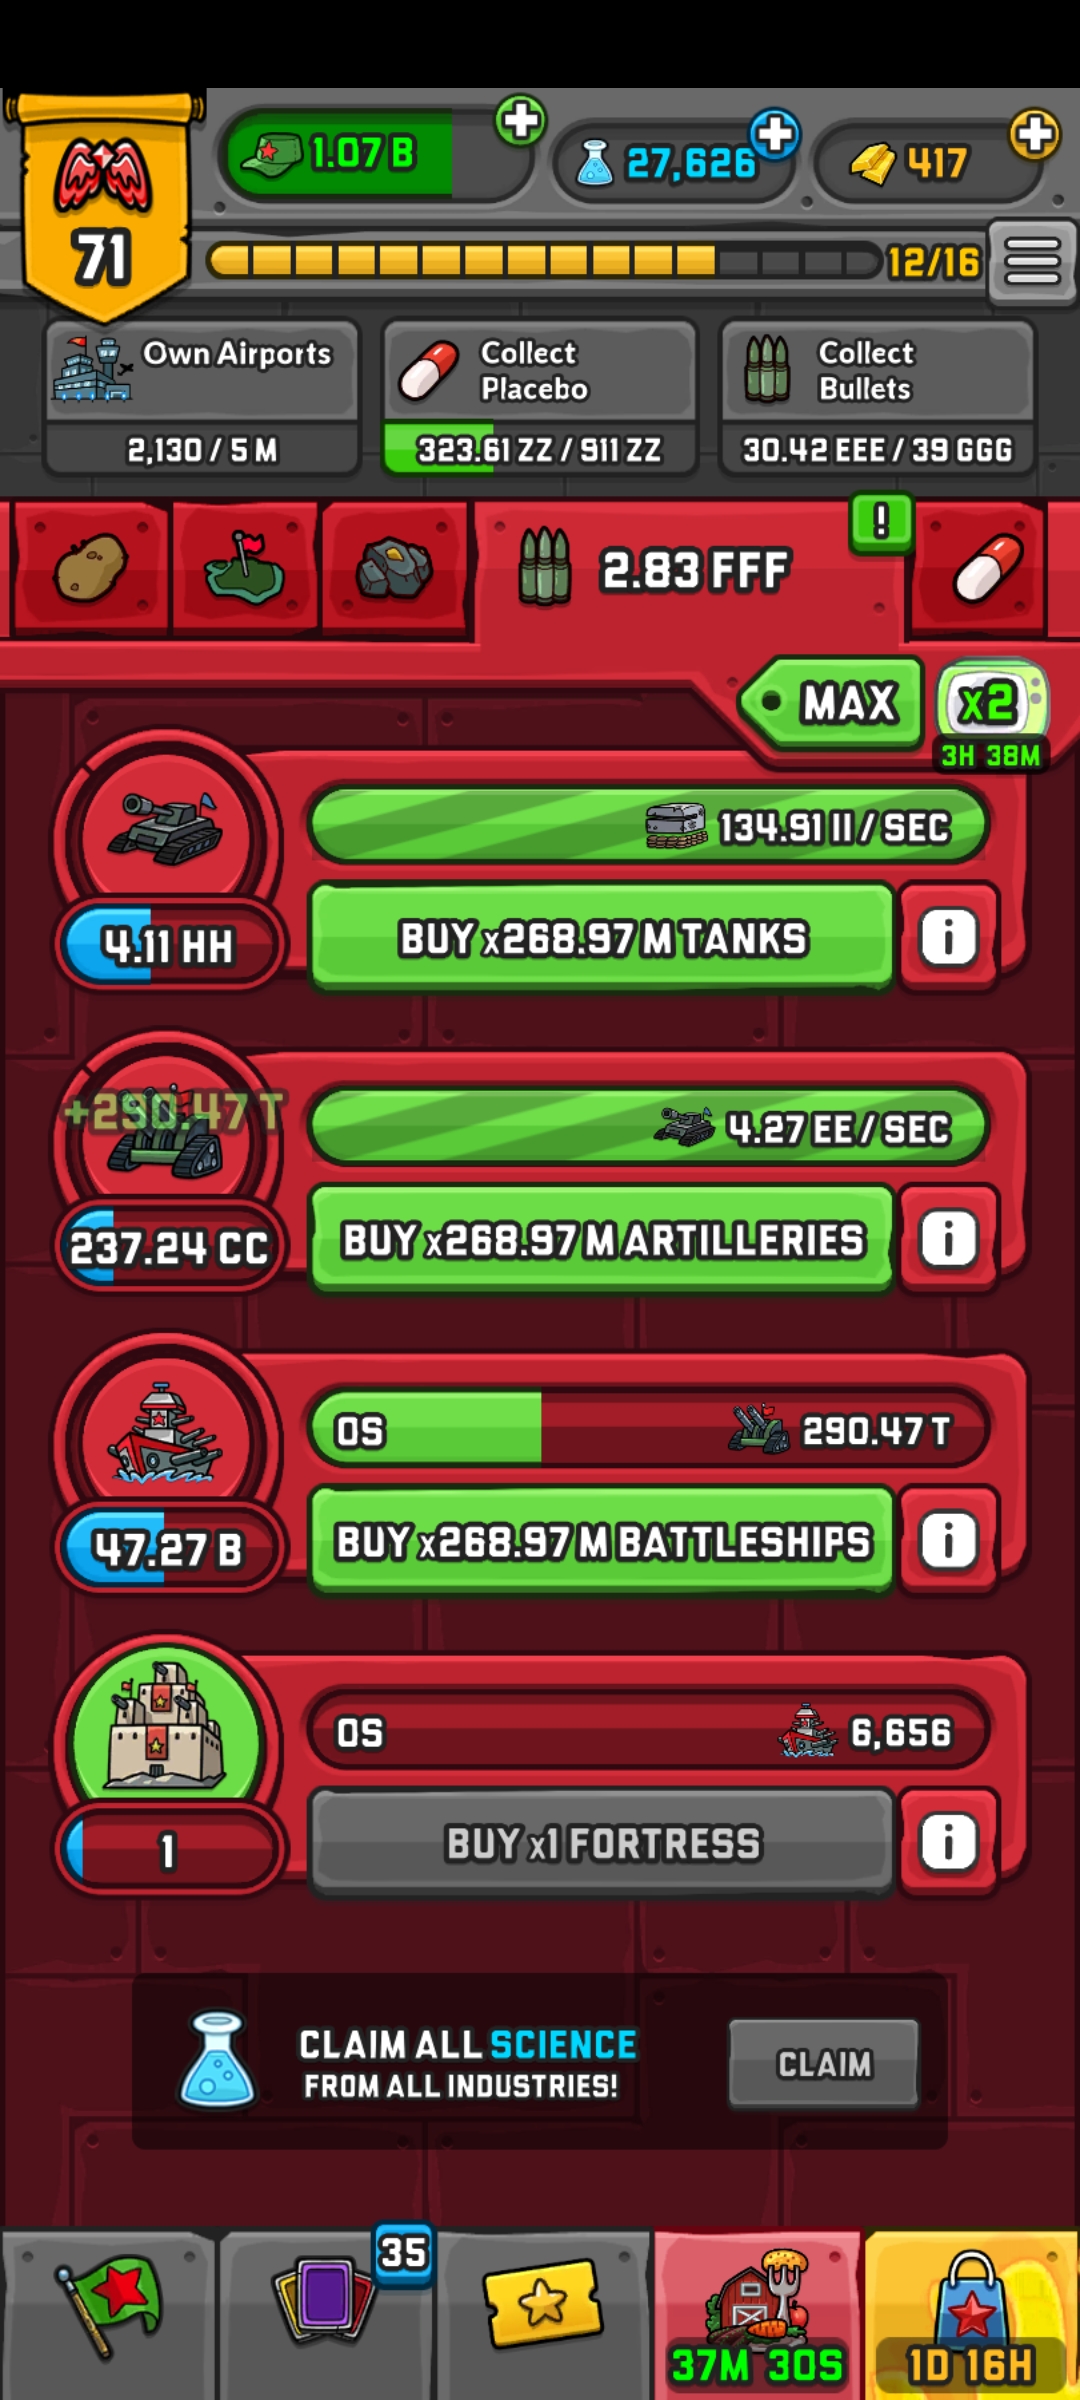 1.07 B
27,626
417
71
12/16
Own Airports
2,130 / 5 M
Collect
Placebo
323.61 ZZ / 911 ZZ
Collect
Bullets
30.42 EEE / 39 GGG
2.83 FFF
!
MAX
x2
3H 38M
134.91 II / SEC
4.11 HH
BUY x268.97 M TANKS
i
+290.47 T
4.27 EE / SEC
237.24 CC
BUY x268.97 M ARTILLERIES
i
0S
290.47 T
47.27 B
BUY x268.97 M BATTLESHIPS
i
0S
6,656
1
BUY x1 FORTRESS
i
CLAIM ALL SCIENCE
FROM ALL INDUSTRIES!
CLAIM
35
37M 30S
1D 16H